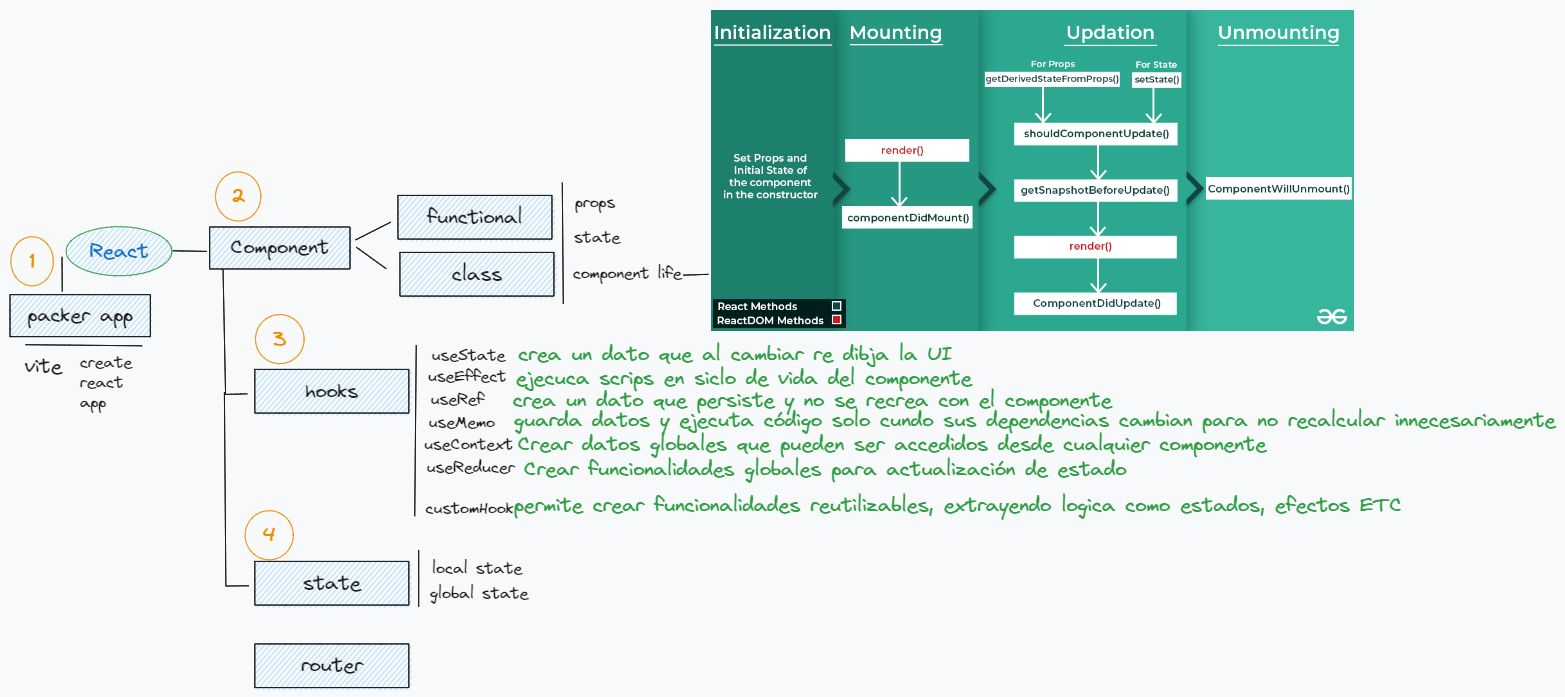 Initialization
Mounting
Updation
Unmounting
For Props
For State
getDerivedStateFromProps()
setState()
shouldComponentUpdate()
render()
Set Props and
Initial State of
the component
in the constructor
getSnapshotBeforeUpdate()
ComponentWillUnmount()
componentDidMount()
render()
ComponentDidUpdate()
React Methods
ReactDOM Methods
1
React
packer app
vite
create
react
app
2
Component
functional
class
props
state
component life
3
hooks
useState crea un dato que al cambiar re dibja la UI
useEffect ejecuca scrips en siclo de vida del componente
useRef crea un dato que persiste y no se recrea con el componente
useMemo guarda datos y ejecuta código solo cundo sus dependencias cambian para no recalcular innecesariamente
useContext Crear datos globales que pueden ser accedidos desde cualquier componente
useReducer Crear funcionalidades globales para actualización de estado
customHook permite crear funcionalidades reutilizables, extrayendo logica como estados, efectos ETC
4
state
local state
global state
router